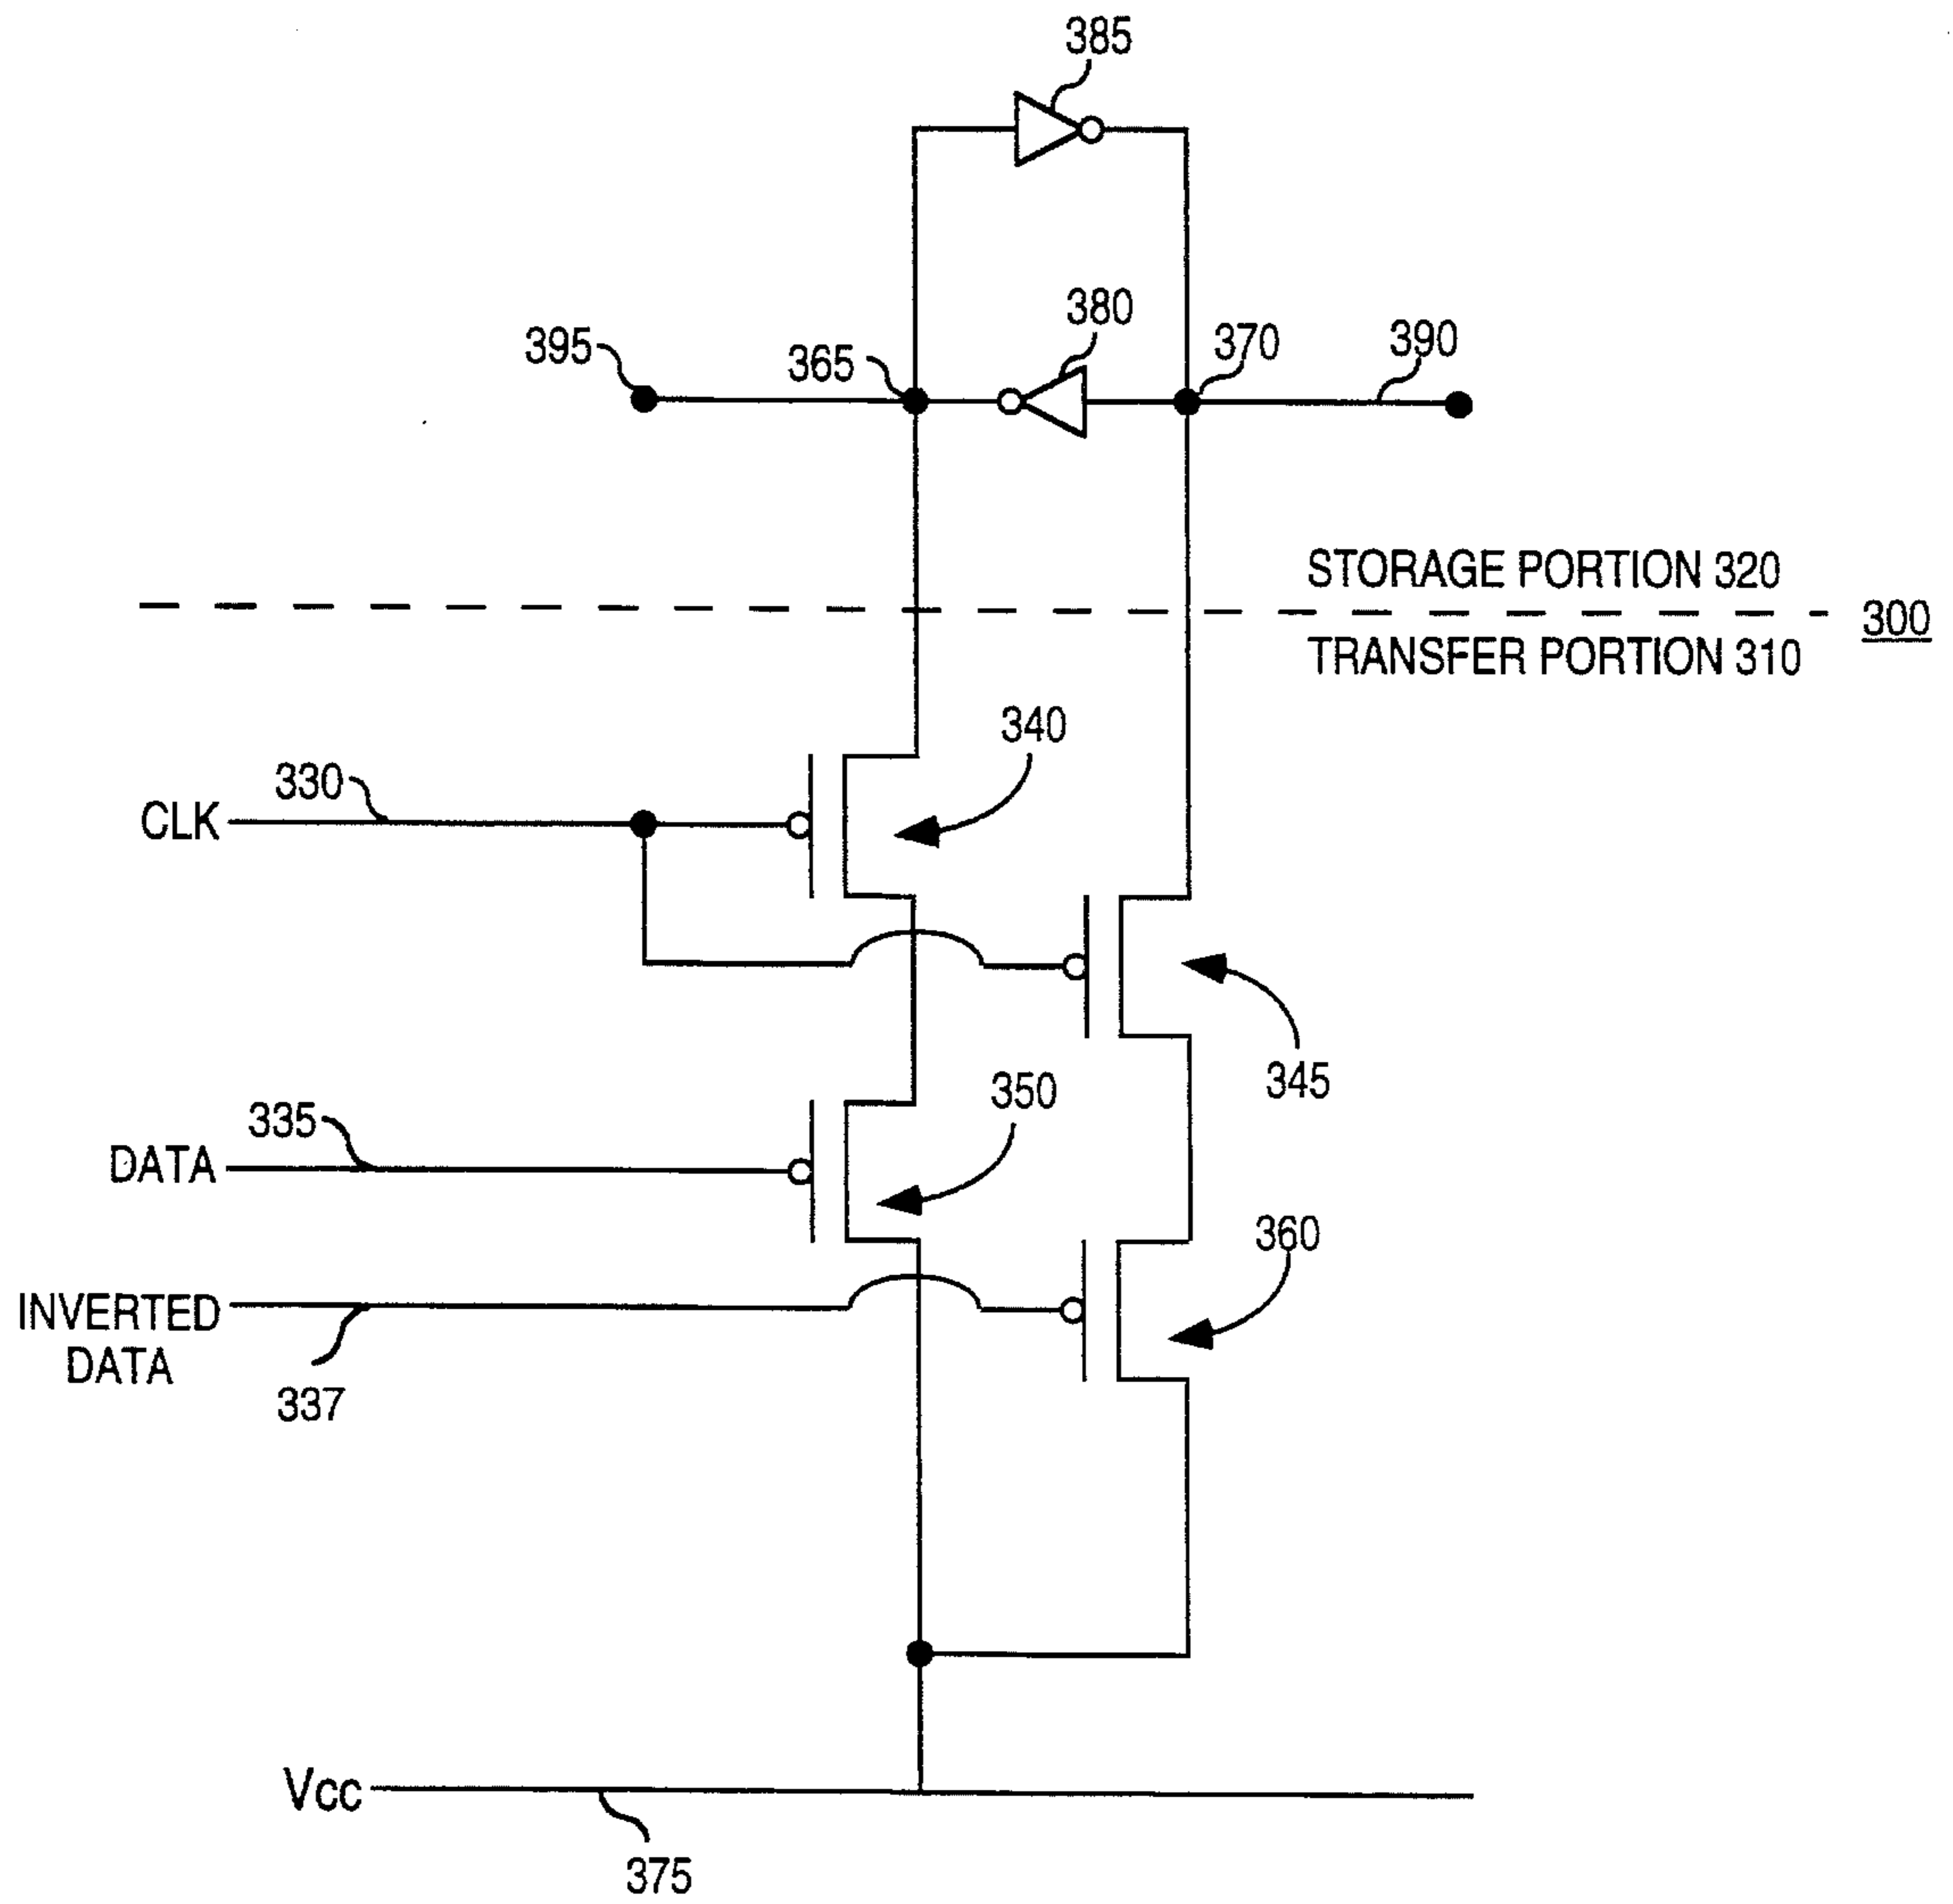 385
380
395
365
370
390
STORAGE PORTION 320
300
TRANSFER PORTION 310
340
330
CLK
345
350
335
DATA
360
INVERTED
DATA
337
Vcc
375